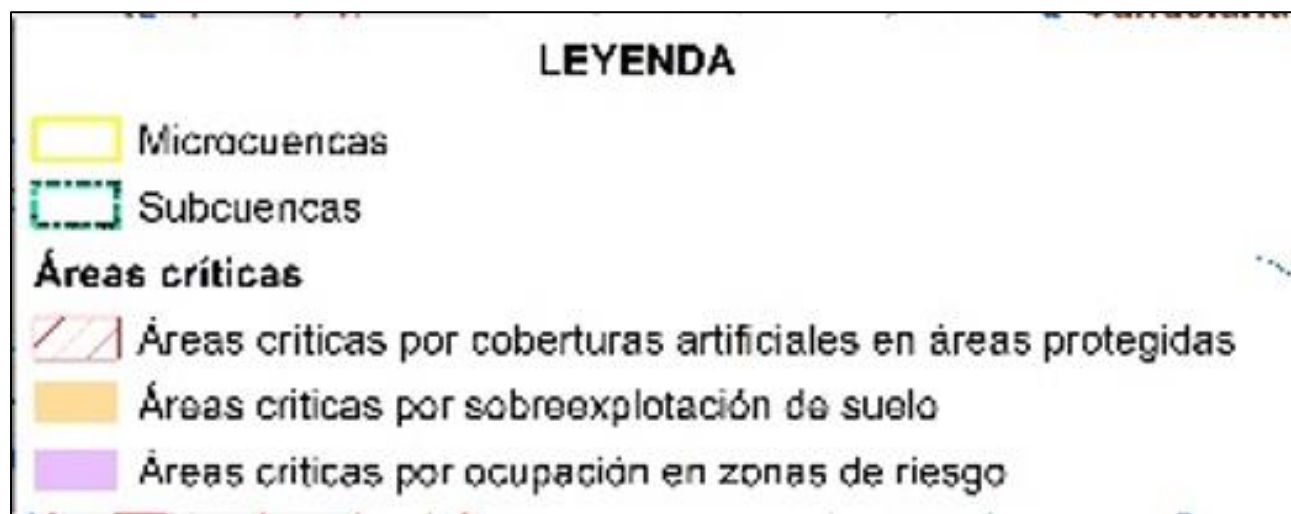 LEYENDA
Microcuencas
Subcuencas
Áreas críticas
Áreas criticas por coberturas artificiales en áreas protegidas
Áreas criticas por sobreexplotación de suelo
Áreas criticas por ocupación en zonas de riesgo